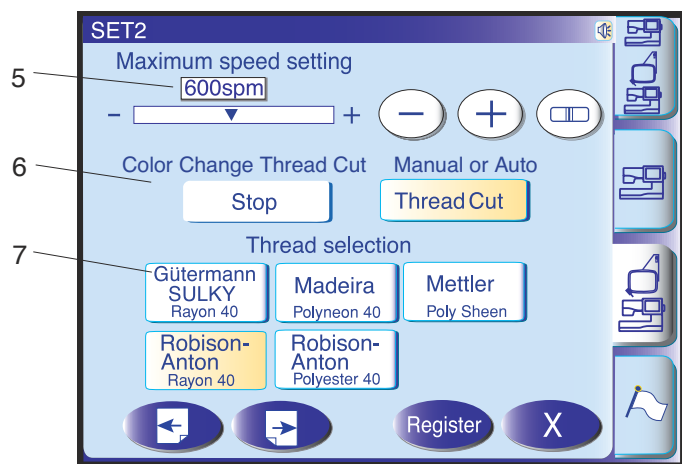 SET2
Maximum speed setting
5
600spm
- +
− +
6
Color Change Thread Cut Manual or Auto
Stop Thread Cut
Thread selection
7
Gütermann
SULKY
Rayon 40
Madeira
Polyneon 40
Mettler
Poly Sheen
Robison-
Anton
Rayon 40
Robison-
Anton
Polyester 40
Register X